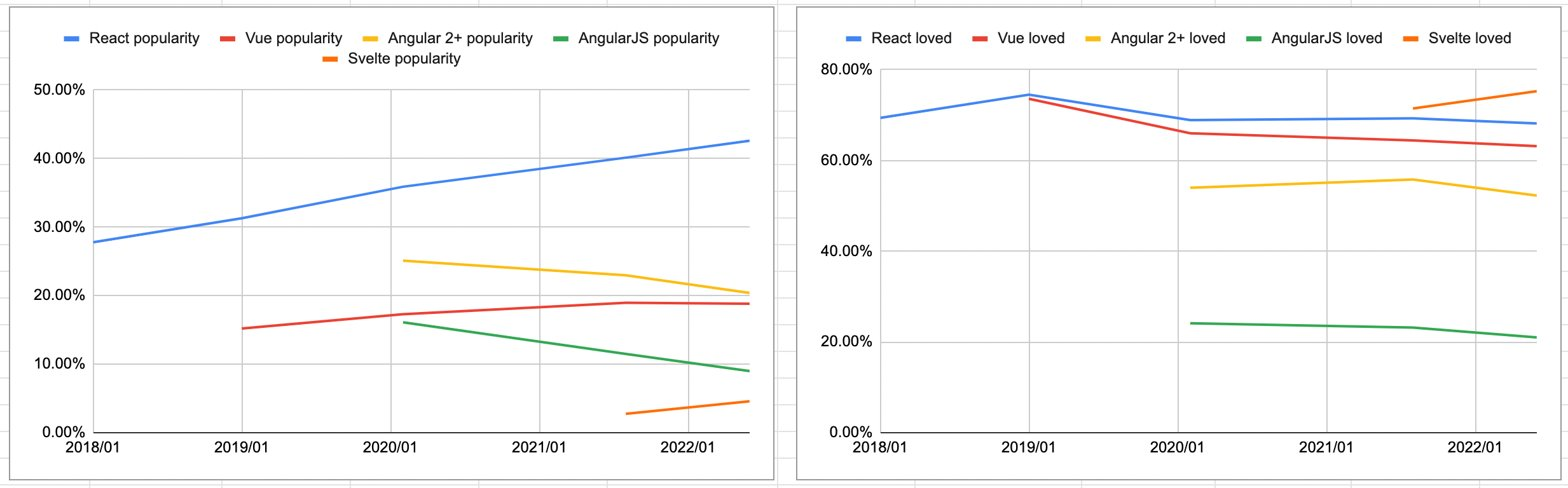 React popularity Vue popularity Angular 2+ popularity AngularJS popularity
Svelte popularity
50.00%
40.00%
30.00%
20.00%
10.00%
0.00%
2018/01 2019/01 2020/01 2021/01 2022/01
React loved Vue loved Angular 2+ loved AngularJS loved Svelte loved
80.00%
60.00%
40.00%
20.00%
0.00%
2018/01 2019/01 2020/01 2021/01 2022/01